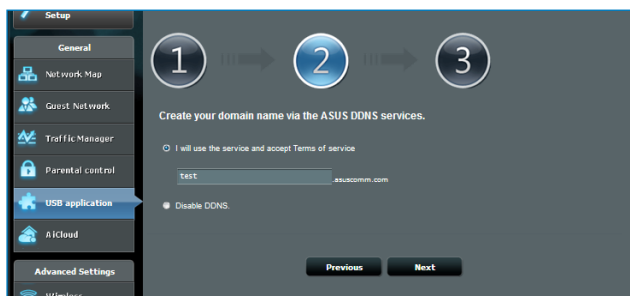 Setup
General
Network Map
Guest Network
Traffic Manager
Parental control
USB application
AiCloud
Advanced Settings
Wireless
1
2
3
Create your domain name via the ASUS DDNS services.
I will use the service and accept Terms of service
test .asuscomm.com
Disable DDNS.
Previous Next